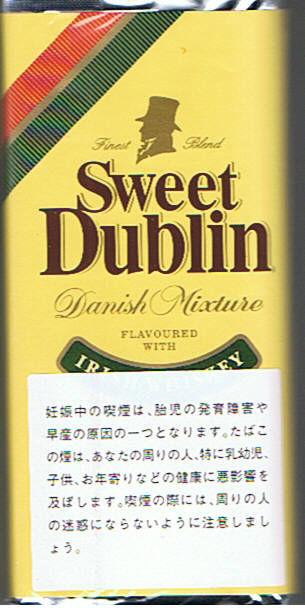 Finest Blend
Sweet
Dublin
Danish Mixture
FLAVOURED
WITH
妊娠中の喫煙は、胎児の発育障害や
早産の原因の一つとなります。たばこ
の煙は、あなたの周りの人、特に乳幼児、
子供、お年寄りなどの健康に悪影響を
及ぼします。喫煙の際には、周りの人
の迷惑にならないように注意しまし
ょう。